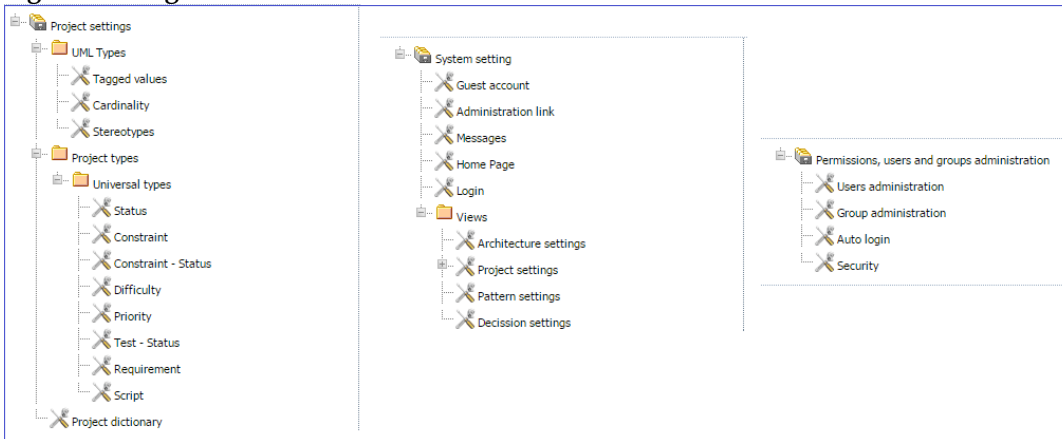 Project settings
UML Types
Tagged values
Cardinality
Stereotypes
Project types
Universal types
Status
Constraint
Constraint - Status
Difficulty
Priority
Test - Status
Requirement
Script
Project dictionary
System setting
Guest account
Administration link
Messages
Home Page
Login
Views
Architecture settings
Project settings
Pattern settings
Decission settings
Permissions, users and groups administration
Users administration
Group administration
Auto login
Security